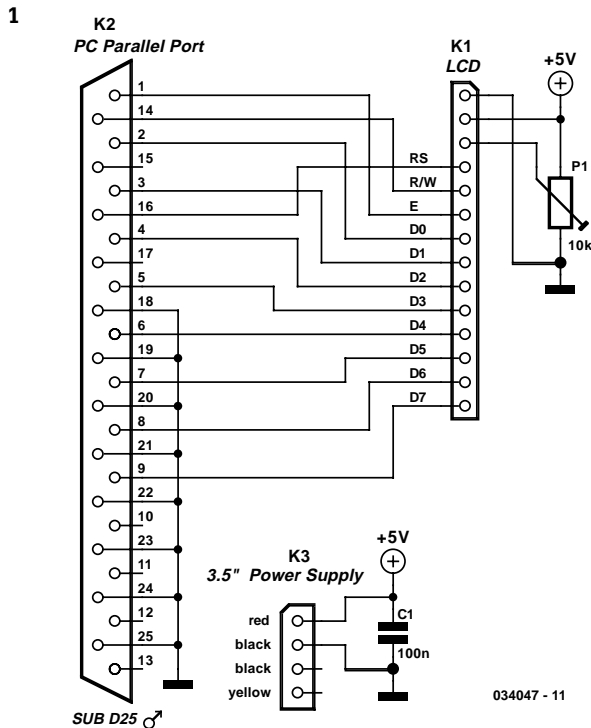 1
K2
PC Parallel Port
1
14
2
15
3
16
4
17
5
18
6
19
7
20
8
21
9
22
10
23
11
24
12
25
13
SUB D25 ♂
K1
LCD
RS
R/W
E
D0
D1
D2
D3
D4
D5
D6
D7
+5V
P1
10k
K3
3.5" Power Supply
red
black
black
yellow
+5V
C1
100n
034047 - 11